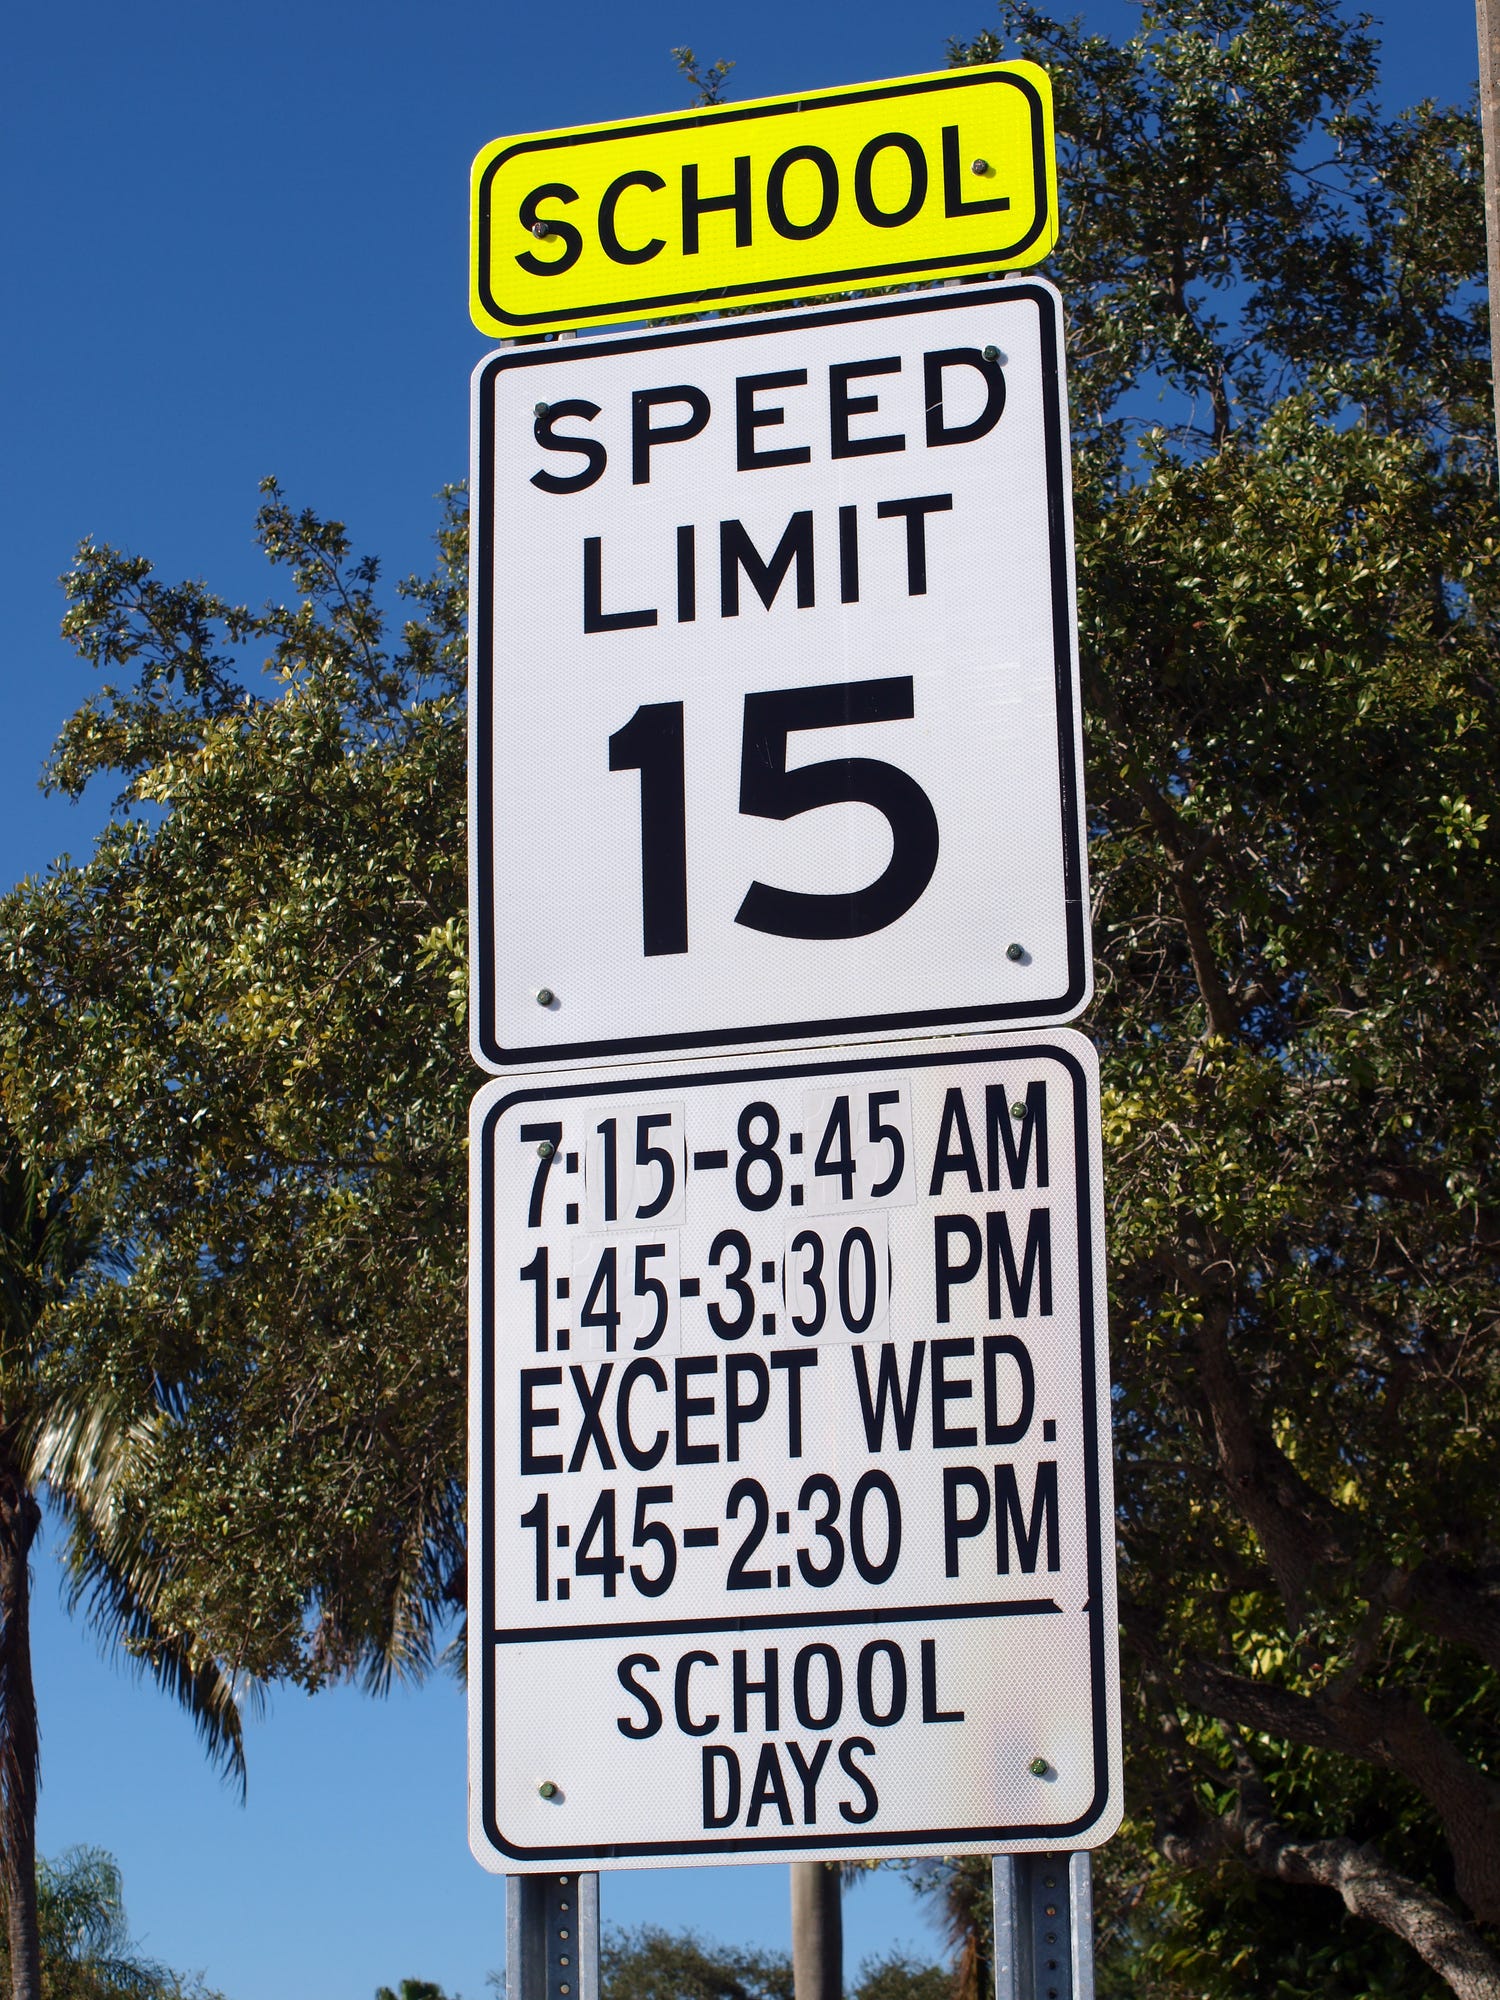 SCHOOL
SPEED
LIMIT
15
7:15-8:45 AM
1:45-3:30 PM
EXCEPT WED.
1:45-2:30 PM
SCHOOL
DAYS